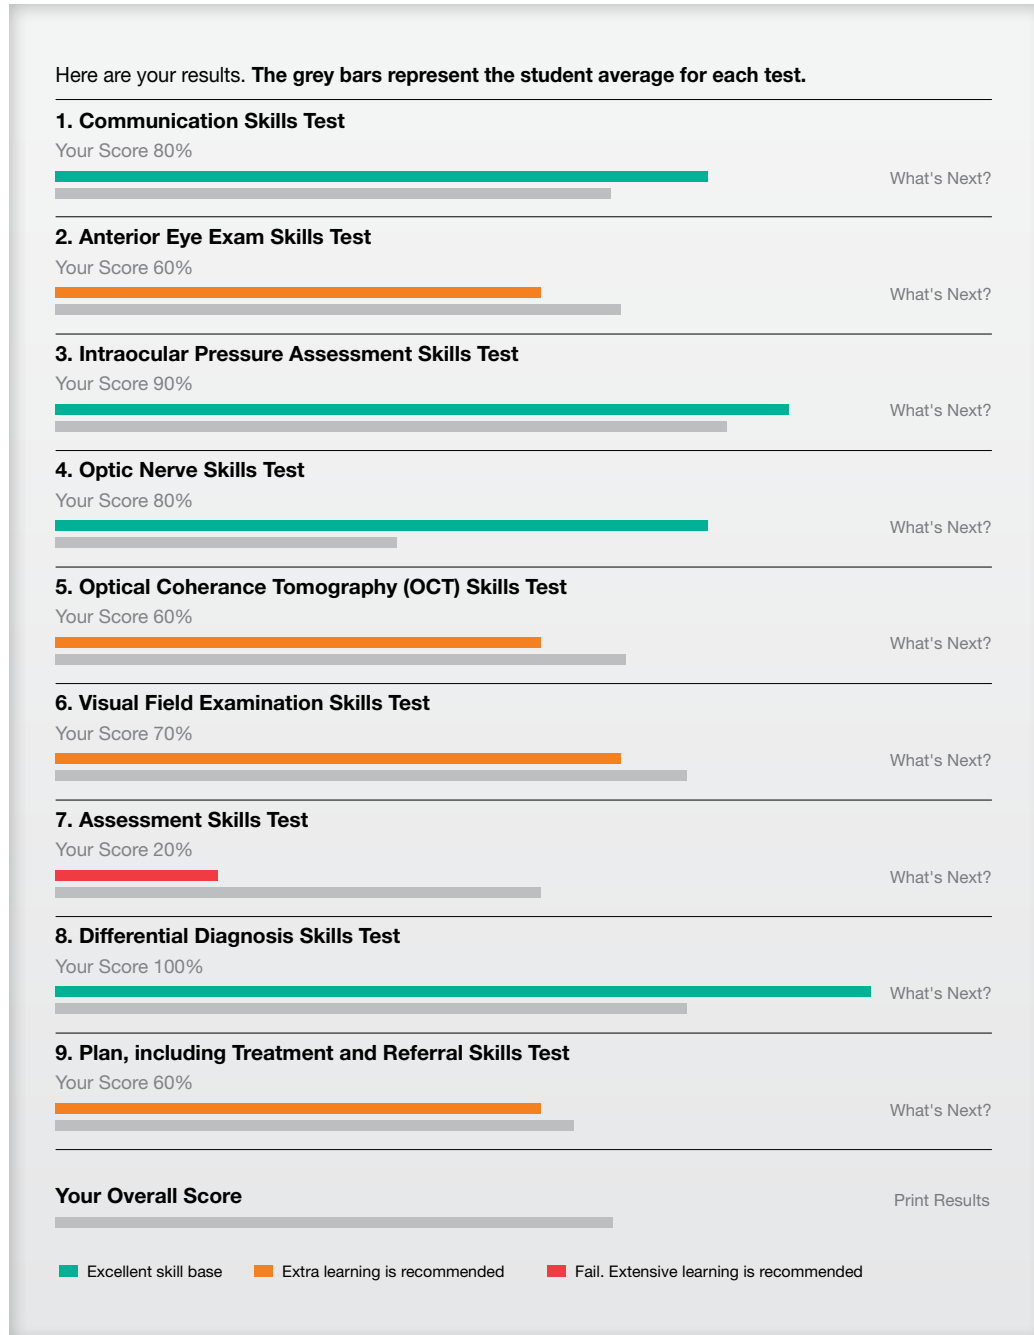 Here are your results. The grey bars represent the student average for each test.
1. Communication Skills Test
Your Score 80%
What's Next?
2. Anterior Eye Exam Skills Test
Your Score 60%
What's Next?
3. Intraocular Pressure Assessment Skills Test
Your Score 90%
What's Next?
4. Optic Nerve Skills Test
Your Score 80%
What's Next?
5. Optical Coherance Tomography (OCT) Skills Test
Your Score 60%
What's Next?
6. Visual Field Examination Skills Test
Your Score 70%
What's Next?
7. Assessment Skills Test
Your Score 20%
What's Next?
8. Differential Diagnosis Skills Test
Your Score 100%
What's Next?
9. Plan, including Treatment and Referral Skills Test
Your Score 60%
What's Next?
Your Overall Score
Print Results
Excellent skill base
Extra learning is recommended
Fail. Extensive learning is recommended